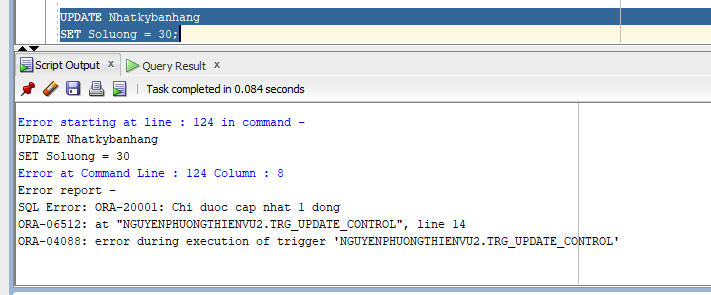 UPDATE Nhatkybanhang
SET Soluong = 30;
Script Output x Query Result x
Task completed in 0.084 seconds
Error starting at line : 124 in command -
UPDATE Nhatkybanhang
SET Soluong = 30
Error at Command Line : 124 Column : 8
Error report -
SQL Error: ORA-20001: Chi duoc cap nhat 1 dong
ORA-06512: at "NGUYENPHUONGTHIENVU2.TRG_UPDATE_CONTROL", line 14
ORA-04088: error during execution of trigger 'NGUYENPHUONGTHIENVU2.TRG_UPDATE_CONTROL'